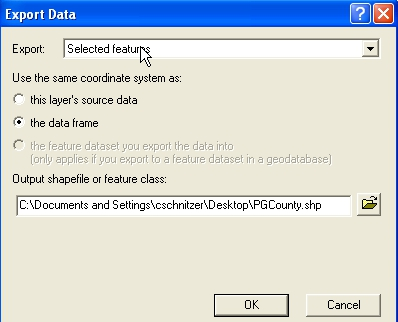 Export Data
Export: Selected features
Use the same coordinate system as:
this layer's source data
the data frame
the feature dataset you export the data into
(only applies if you export to a feature dataset in a geodatabase)
Output shapefile or feature class:
C:\Documents and Settings\cschnitzer\Desktop\PGCounty.shp
OK Cancel